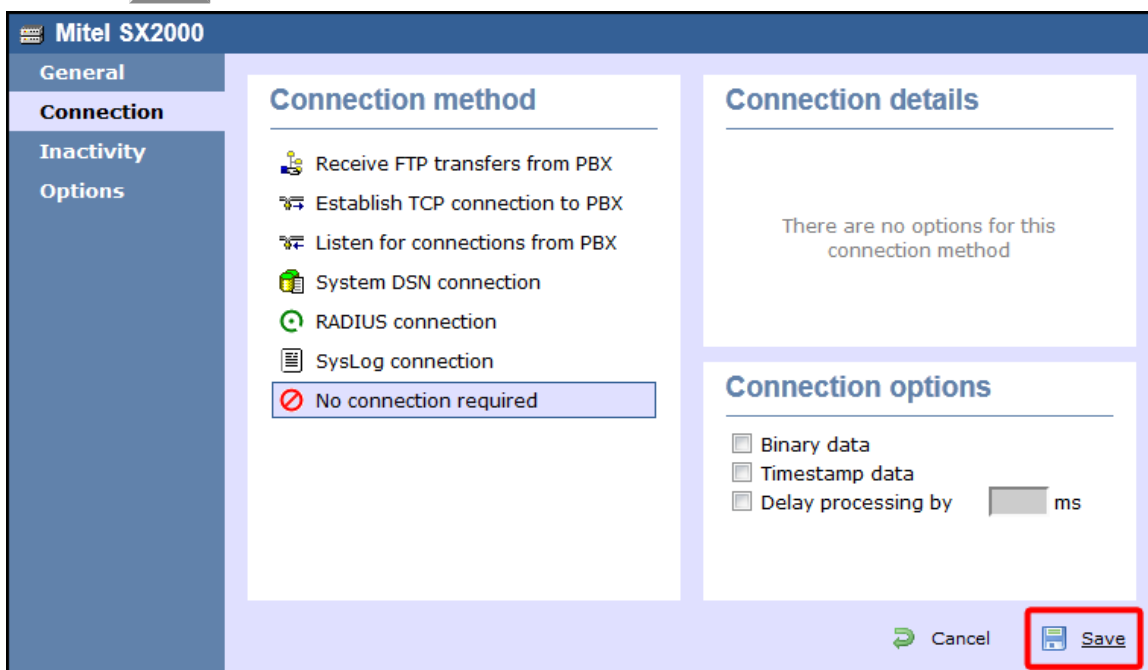 Mitel SX2000
General
Connection
Inactivity
Options
Connection method
Receive FTP transfers from PBX
Establish TCP connection to PBX
Listen for connections from PBX
System DSN connection
RADIUS connection
SysLog connection
No connection required
Connection details
There are no options for this
connection method
Connection options
Binary data
Timestamp data
Delay processing by ms
Cancel
Save